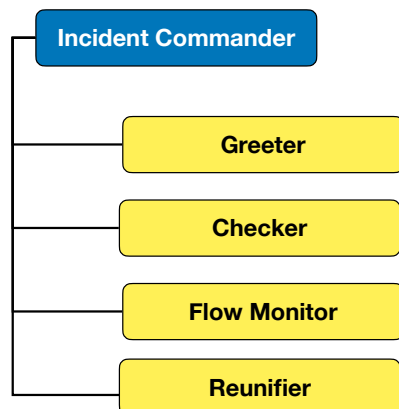 Incident Commander
Greeter
Checker
Flow Monitor
Reunifier